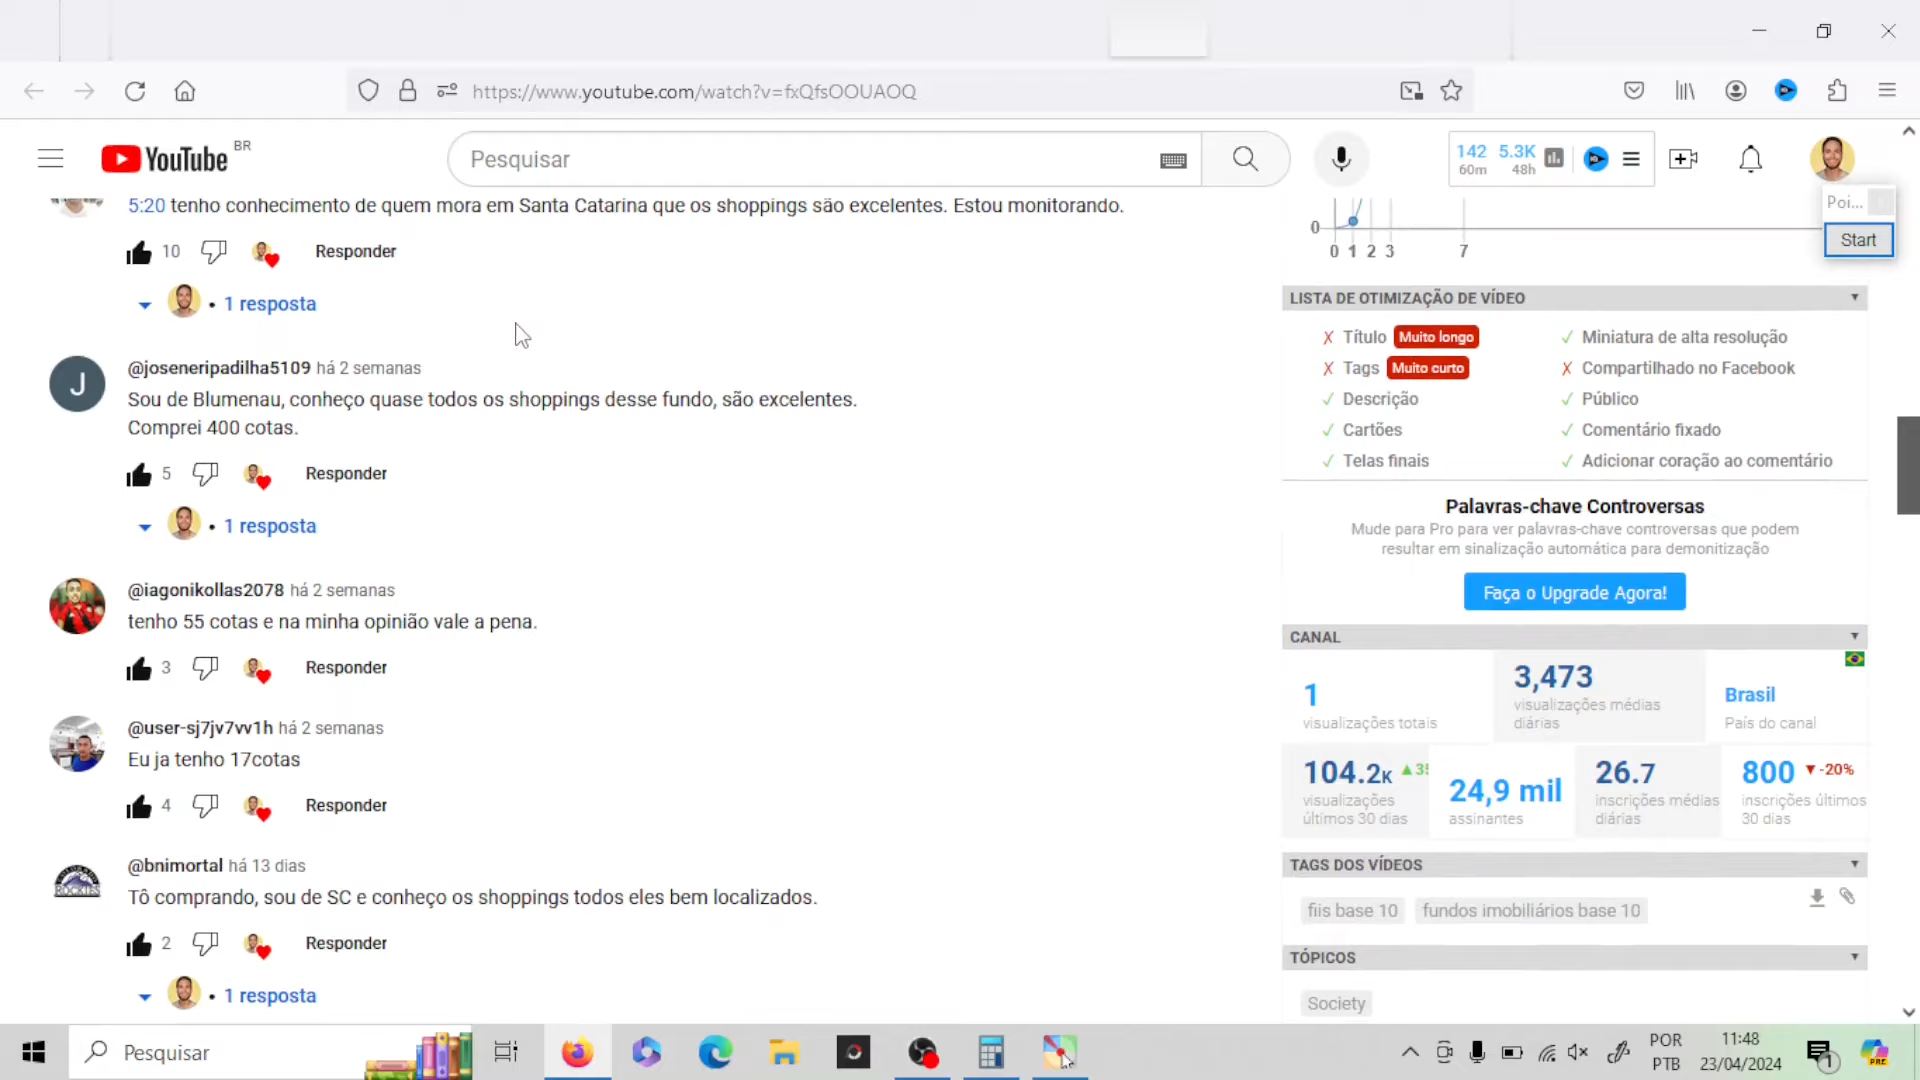 https://www.youtube.com/watch?v=fxQfsOOUAOQ
YouTube BR
Pesquisar
142 5.3K
60m 48h
Poi...
Start
5:20 tenho conhecimento de quem mora em Santa Catarina que os shoppings são excelentes. Estou monitorando.
10 Responder
• 1 resposta
@joseneripadilha5109 há 2 semanas
J
Sou de Blumenau, conheço quase todos os shoppings desse fundo, são excelentes.
Comprei 400 cotas.
5 Responder
• 1 resposta
@iagonikollas2078 há 2 semanas
tenho 55 cotas e na minha opinião vale a pena.
3 Responder
@user-sj7jv7vv1h há 2 semanas
Eu ja tenho 17cotas
4 Responder
@bnimortal há 13 dias
ROCKIES
Tô comprando, sou de SC e conheço os shoppings todos eles bem localizados.
2 Responder
• 1 resposta
0
0 1 2 3 7
LISTA DE OTIMIZAÇÃO DE VÍDEO
Título Muito longo
Miniatura de alta resolução
Tags Muito curto
Compartilhado no Facebook
Descrição
Público
Cartões
Comentário fixado
Telas finais
Adicionar coração ao comentário
Palavras-chave Controversas
Mude para Pro para ver palavras-chave controversas que podem
resultar em sinalização automática para demonitização
Faça o Upgrade Agora!
CANAL
1
visualizações totais
3,473
visualizações médias
diárias
Brasil
País do canal
104.2K ▲35
visualizações
últimos 30 dias
24,9 mil
assinantes
26.7
inscrições médias
diárias
800 ▼-20%
inscrições últimos
30 dias
TAGS DOS VÍDEOS
fiis base 10 fundos imobiliários base 10
TÓPICOS
Society
Pesquisar
POR
PTB
11:48
23/04/2024
1
PRE